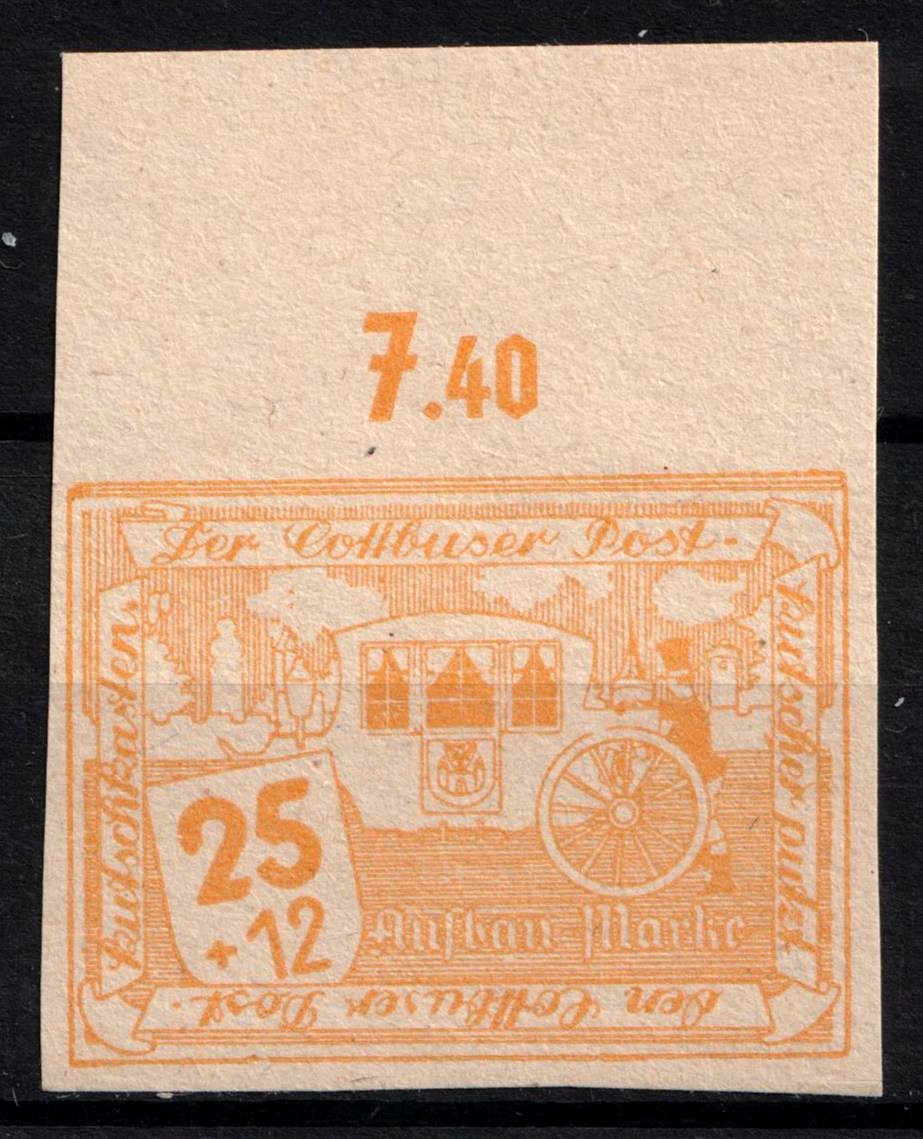 7.40
Der Cottbuser Post-
kutscher putzt
den Cottbuser Post-
kutschkasten
25
+ 12
Aufbau-Marke